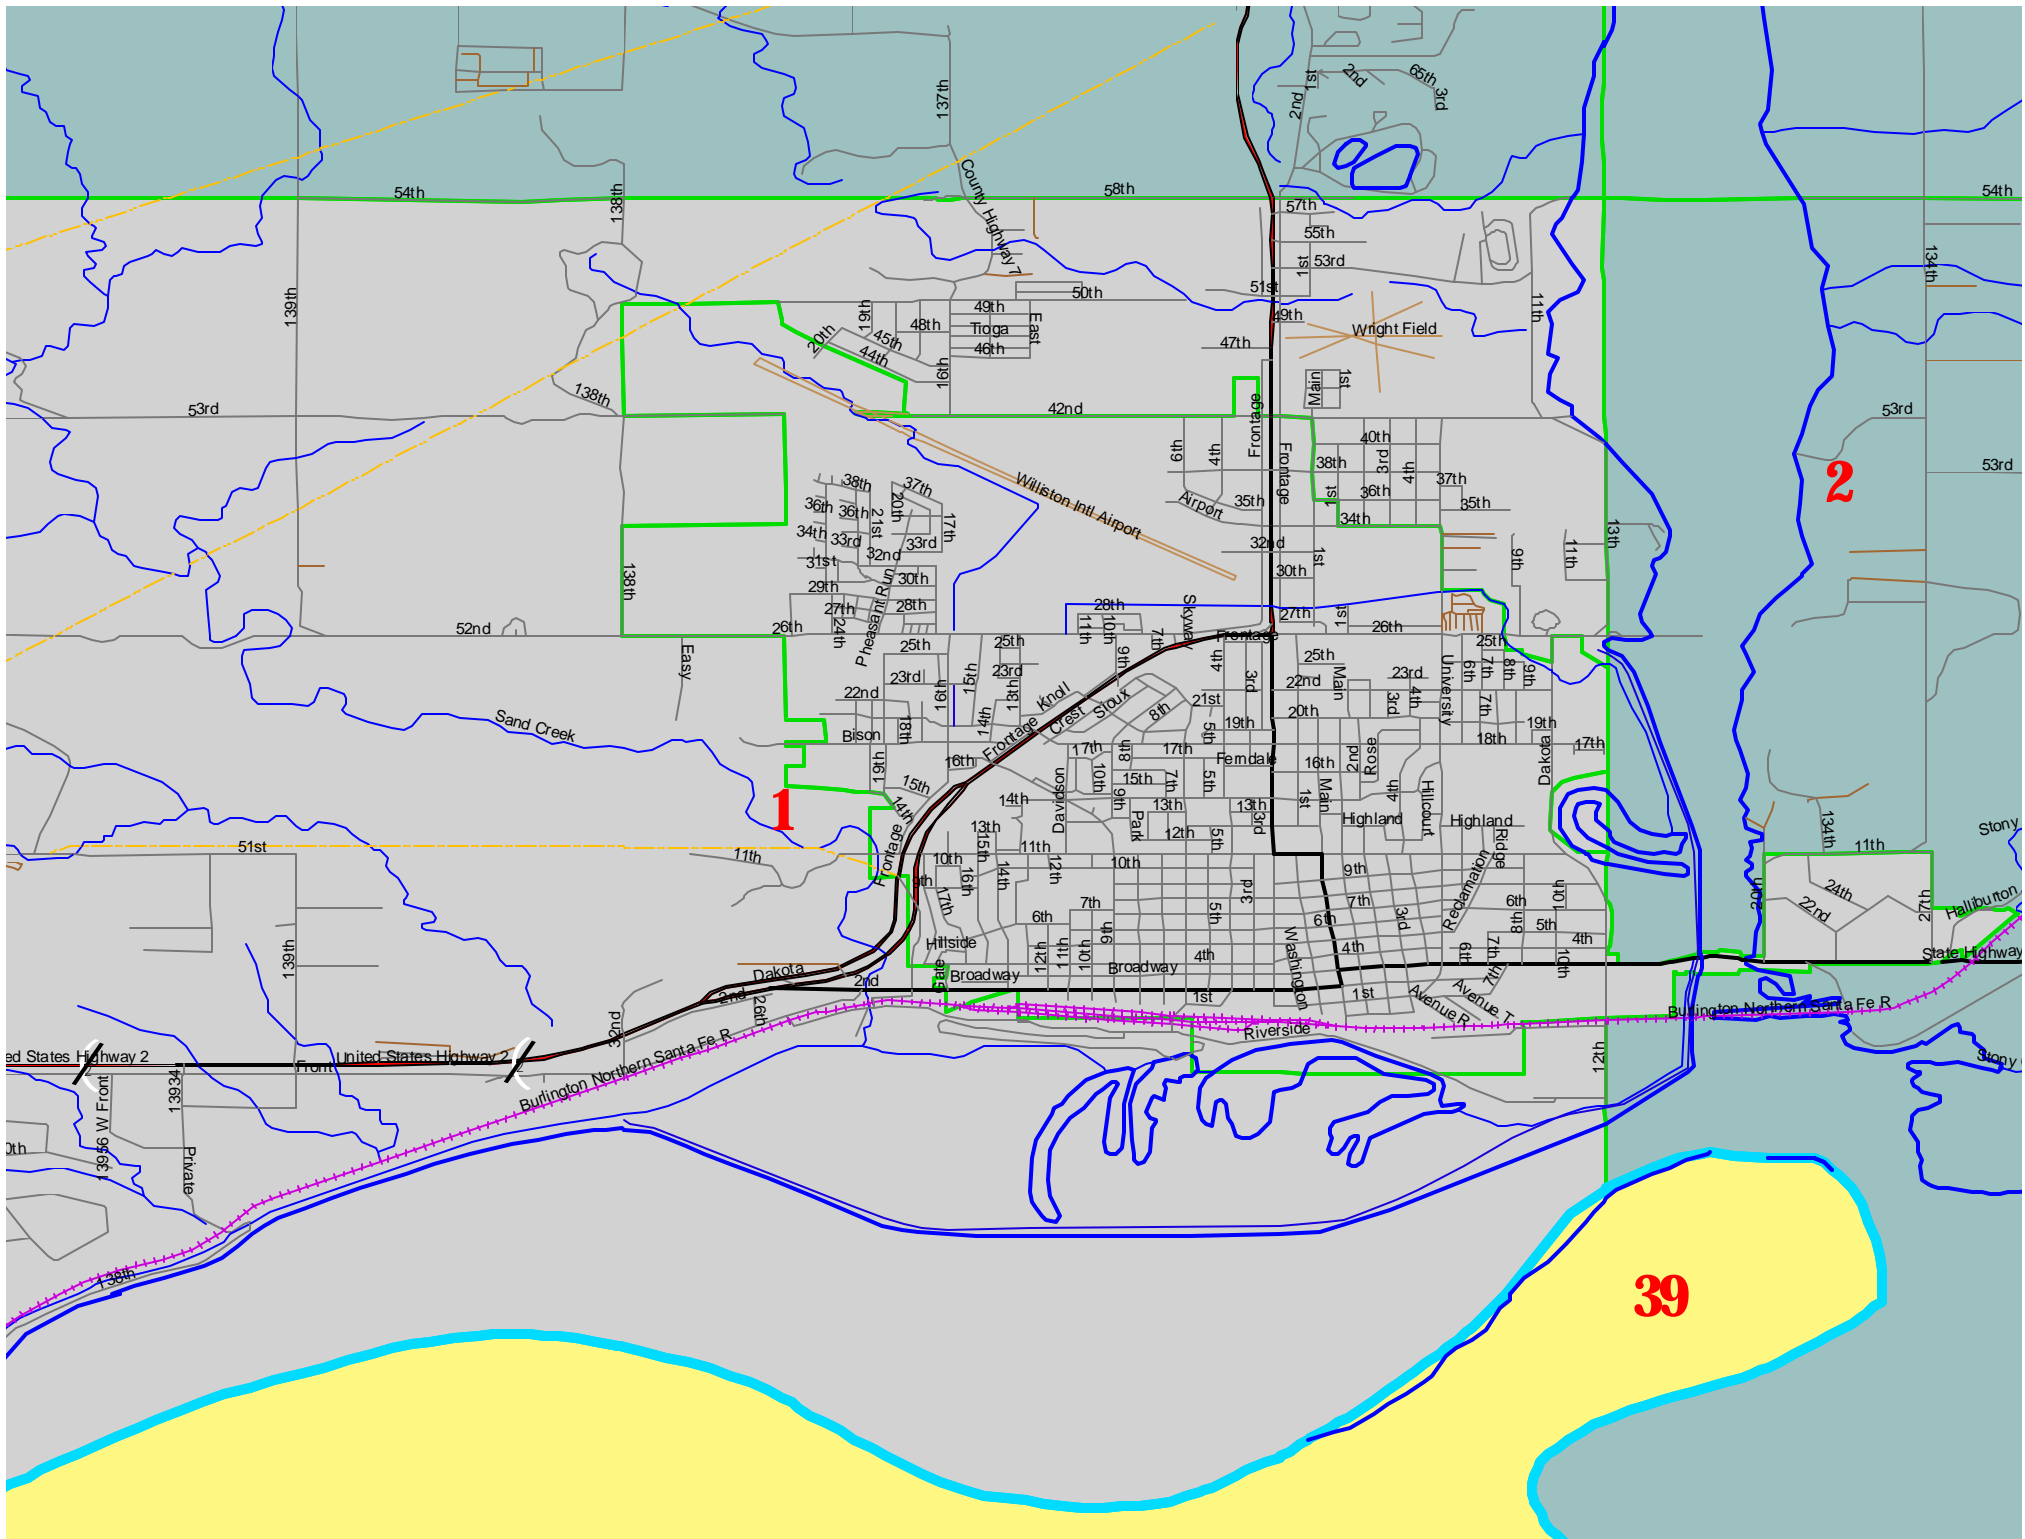 2nd
65th
1st
3rd
2nd
137th
54th
138th
58th
County Highway 7
57th
54th
55th
53rd
1st
134th
139th
50th
51st
11th
49th
19th
48th
Tioga
East
49th
Wright Field
20th
45th
44th
46th
47th
16th
Main
1st
138th
53rd
42nd
Frontage
53rd
6th
4th
Frontage
40th
3rd
38th
4th
2
38th
37th
20th
Williston Intl Airport
37th
53rd
36th
36th
21st
17th
Airport
35th
1st
36th
35th
34th
34th
33rd
32nd
33rd
32nd
1st
13th
31st
9th
11th
138th
29th
Pheasant Run
30th
30th
27th
28th
28th
Skyway
27th
1st
24th
11th
10th
52nd
26th
7th
Frontage
26th
Easy
25th
25th
9th
4th
25th
University
25th
23rd
16th
15th
23rd
13th
3rd
22nd
Main
23rd
6th
7th
8th
9th
22nd
Knoll
Sioux
21st
3rd
4th
7th
Sand Creek
18th
14th
Crest
8th
5th
19th
20th
19th
Bison
Frontage
17th
8th
17th
Ferndale
2nd
Rose
18th
Dakota
17th
19th
16th
15th
Davidson
10th
15th
7th
5th
16th
1
14th
14th
9th
13th
13th
1st
Main
4th
Hillcourt
Frontage
13th
Park
12th
5th
3rd
Highland
Highland
134th
Stony
51st
11th
15th
11th
12th
10th
9th
Ridge
11th
10th
9th
16th
14th
3rd
Reclamation
10th
20th
24th
22nd
27th
Halliburton
17th
7th
6th
9th
5th
7th
6th
3rd
6th
8th
5th
4th
139th
Hillside
12th
11th
10th
4th
Washington
4th
6th
7th
10th
State Highway
Dakota
2nd
Gate
Broadway
Broadway
2nd
26th
1st
1st
Avenue R
7th
Avenue T
Burlington Northern Santa Fe R
32nd
Riverside
12th
ed States Highway 2
United States Highway 2
Front
Stony
Burlington Northern Santa Fe R
13956 W Front
13934
0th
Private
138th
39